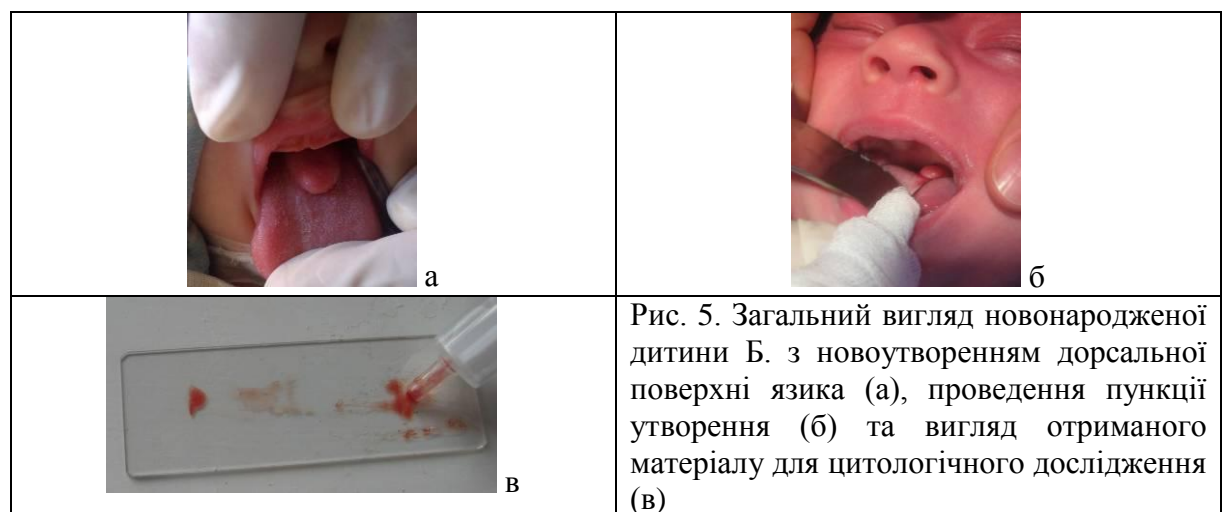 а
б
в
Рис. 5. Загальний вигляд новонародженої
дитини Б. з новоутворенням дорсальної
поверхні язика (а), проведення пункції
утворення (б) та вигляд отриманого
матеріалу для цитологічного дослідження
(в)